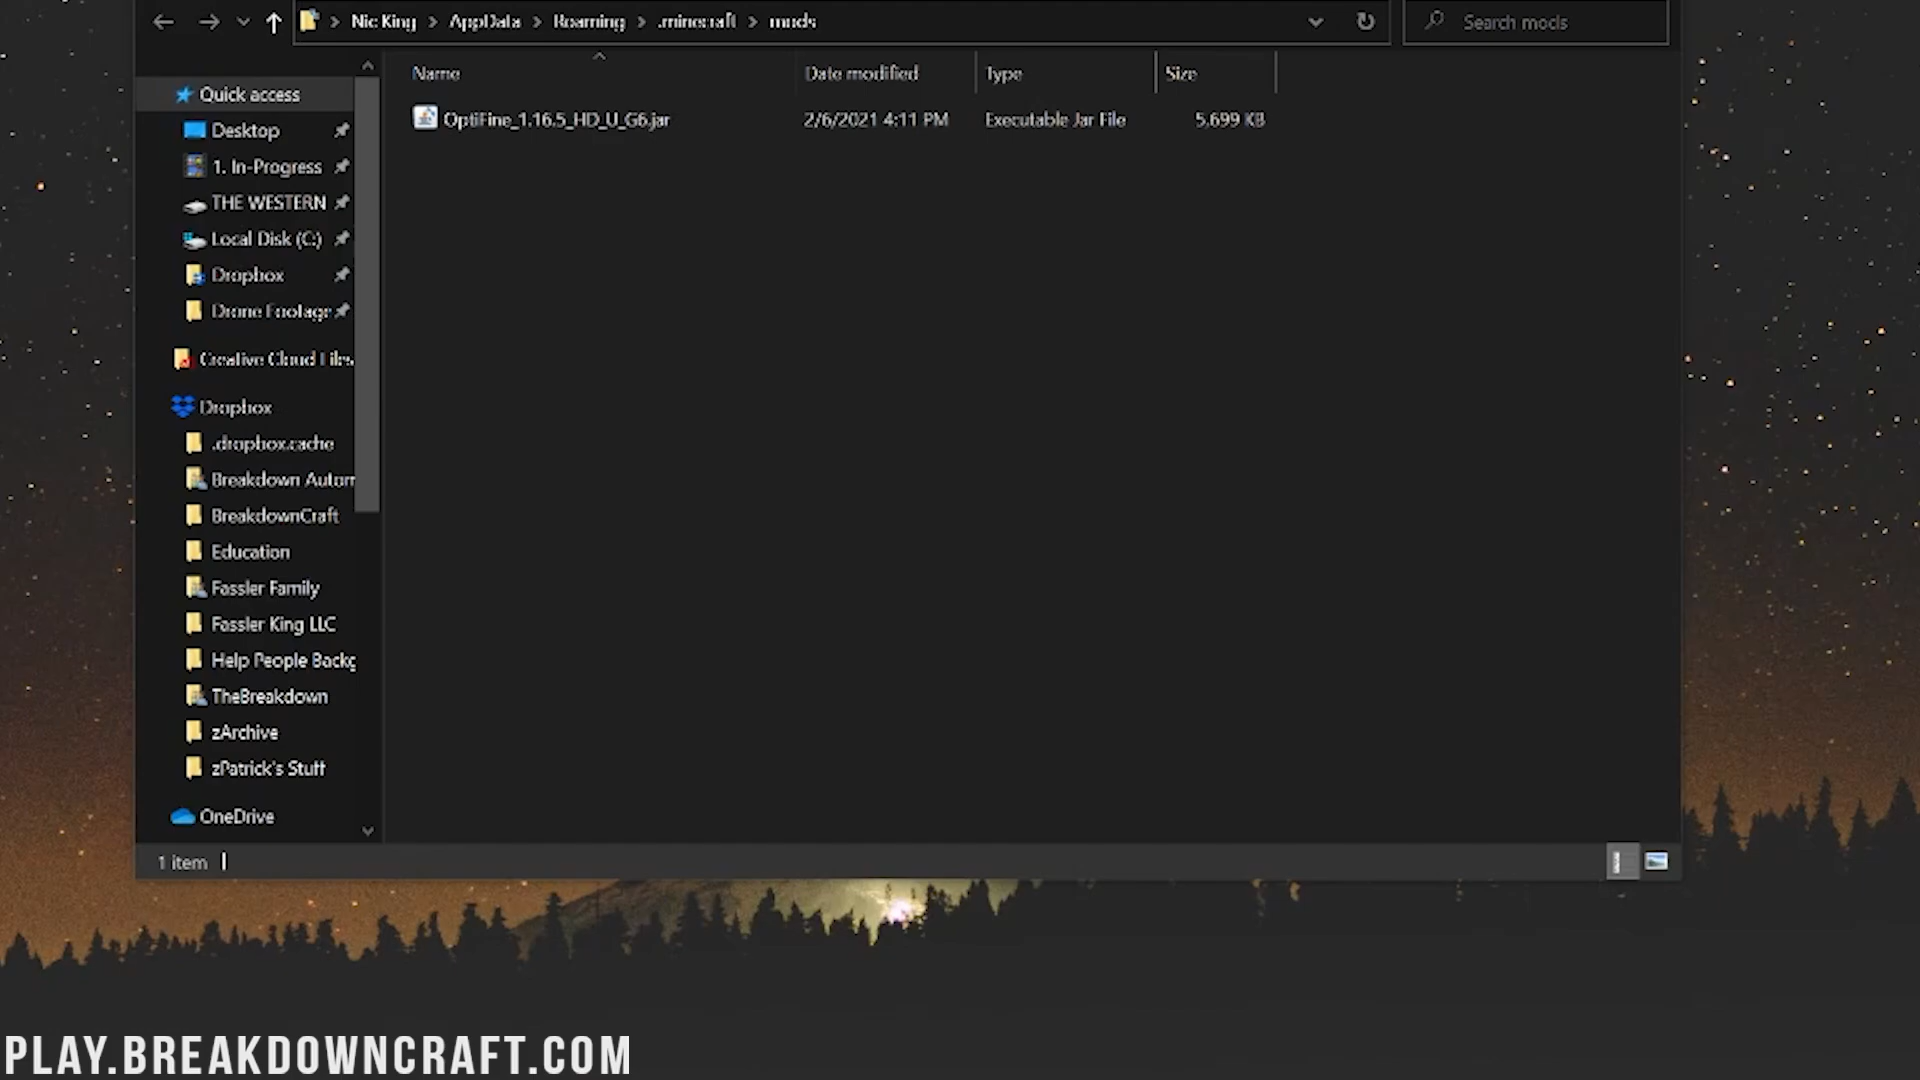 Nic King > AppData > Roaming > .minecraft > mods
Search mods
Name Date modified Type Size
OptiFine_1.16.5_HD_U_G6.jar 2/6/2021 4:11 PM Executable Jar File 5,699 KB
Quick access
Desktop
1. In-Progress
THE WESTERN
Local Disk (C:)
Dropbox
Drone Footage
Creative Cloud Files
Dropbox
.dropbox.cache
Breakdown Autom
BreakdownCraft
Education
Fassler Family
Fassler King LLC
Help People Backg
TheBreakdown
zArchive
zPatrick's Stuff
OneDrive
1 item
PLAY.BREAKDOWNCRAFT.COM